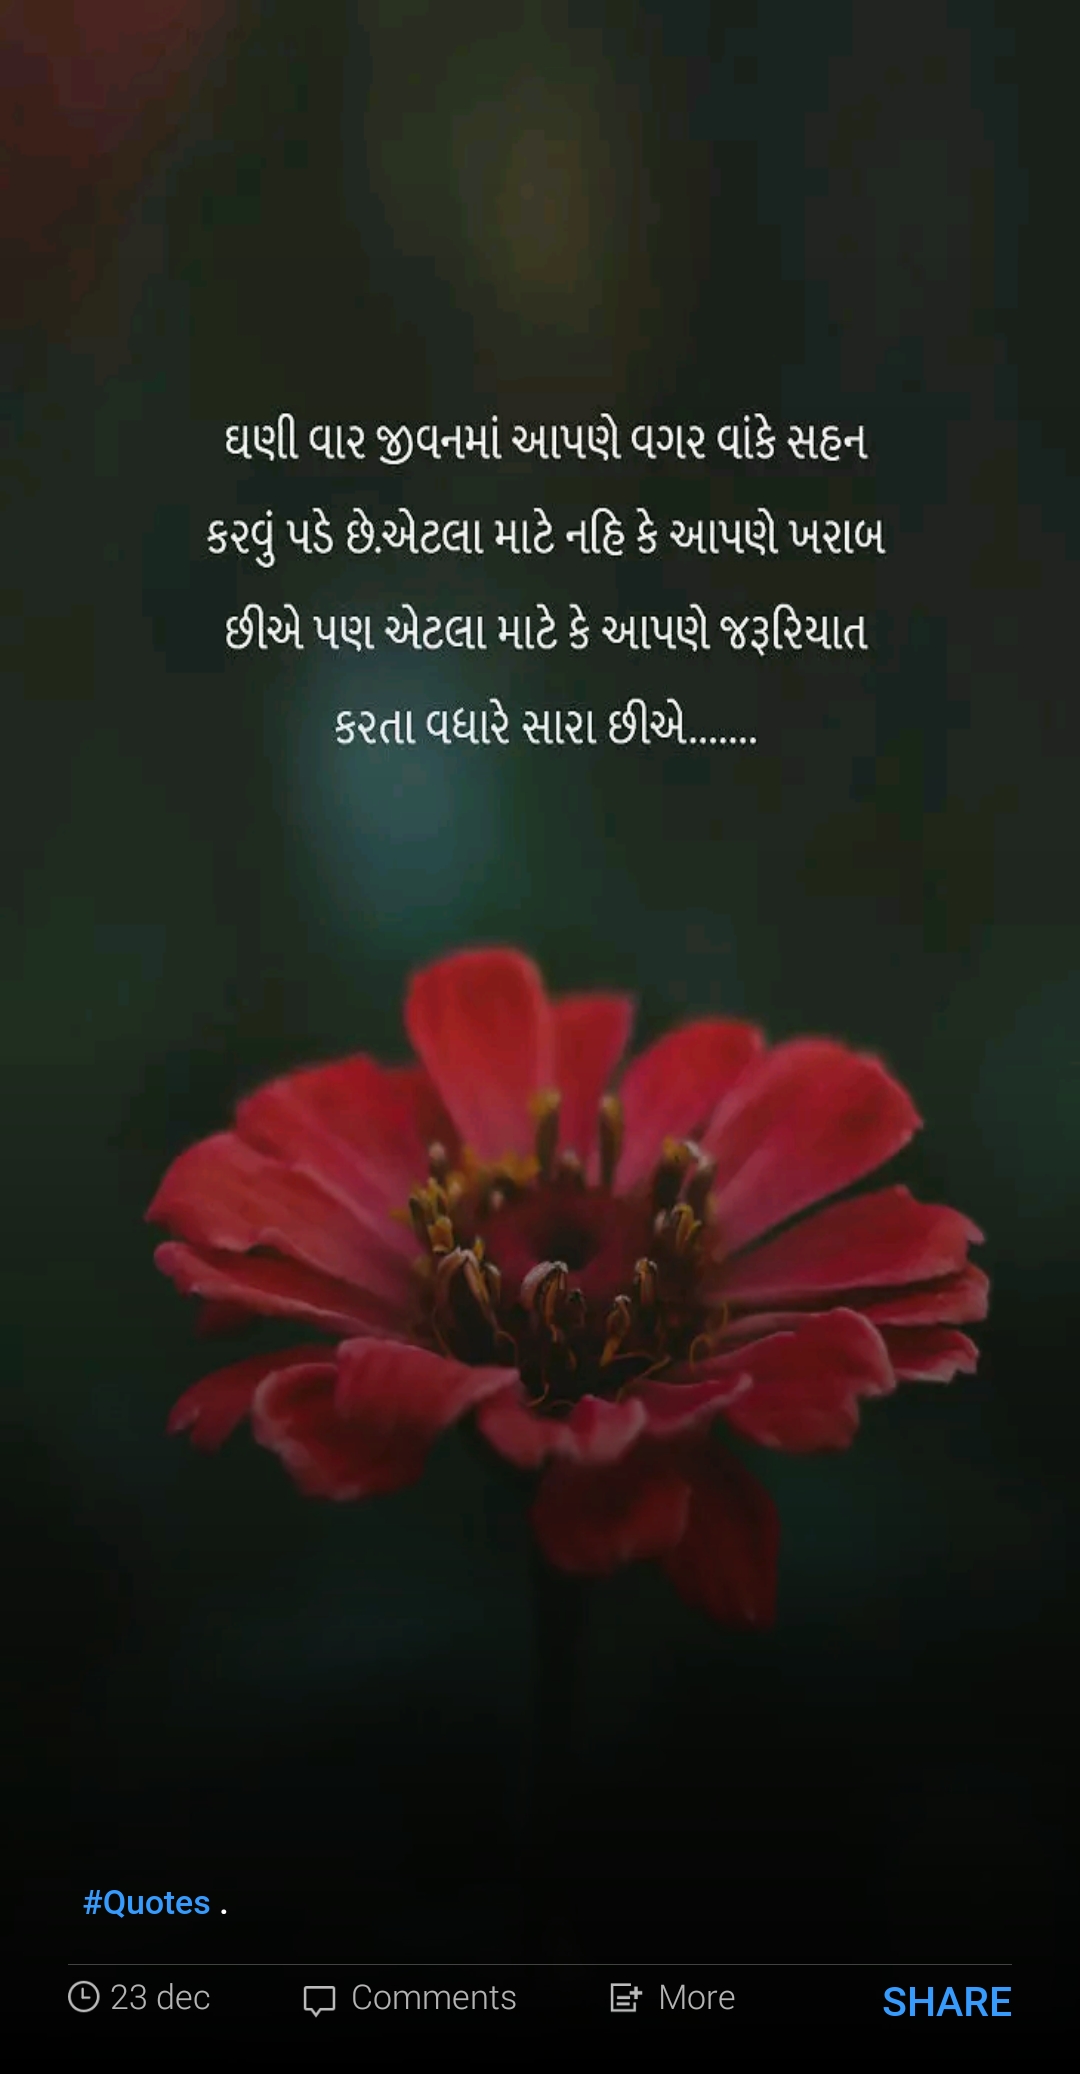 ઘણી વાર જીવનમાં આપણે વગર વાંકે સહન
કરવું પડે છે.એટલા માટે નહિ કે આપણે ખરાબ
છીએ પણ એટલા માટે કે આપણે જરૂરિયાત
કરતા વધારે સારા છીએ.......
#Quotes .
23 dec Comments More SHARE